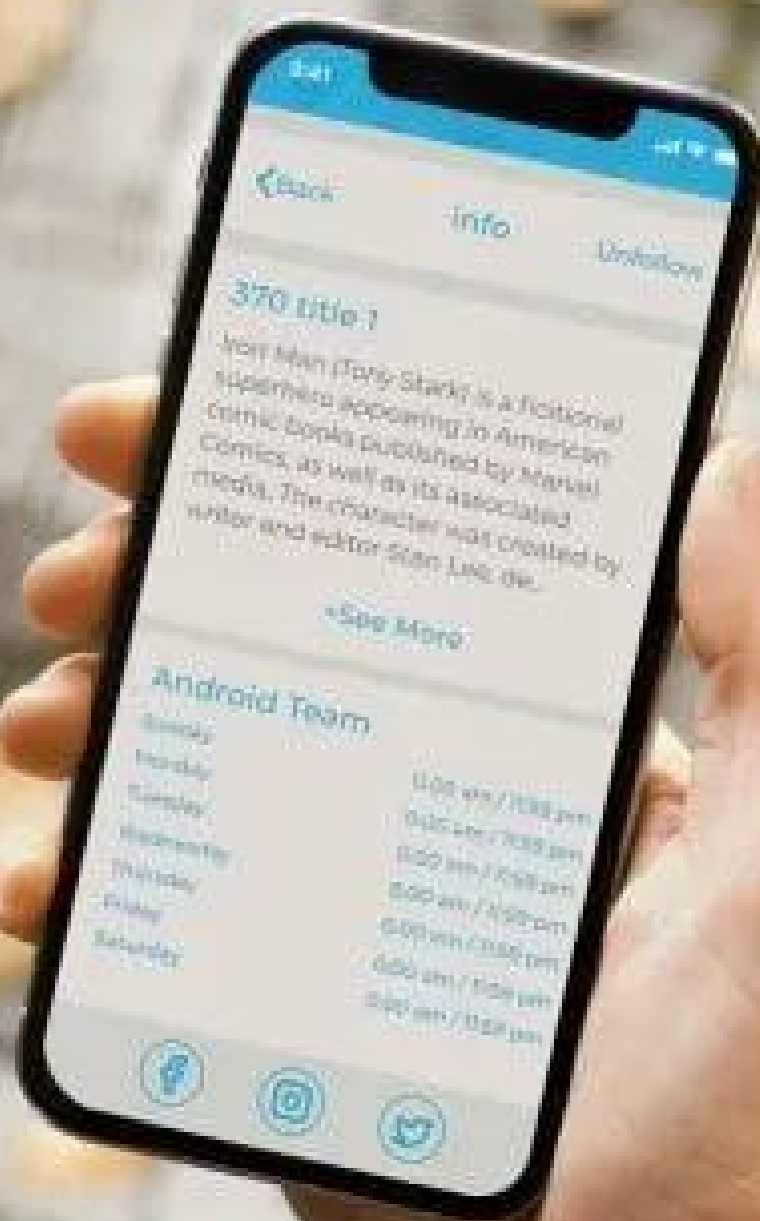 9:41
Back
info
Unfollow
370 title 1
Iron Man (Tony Stark) is a fictional
superhero appearing in American
comic books published by Marvel
Comics, as well as its associated
media. The character was created by
writer and editor Stan Lee, de..
+See More
Android Team
Sunday
Monday
Tuesday
Wednesday
Thursday
Friday
Saturday